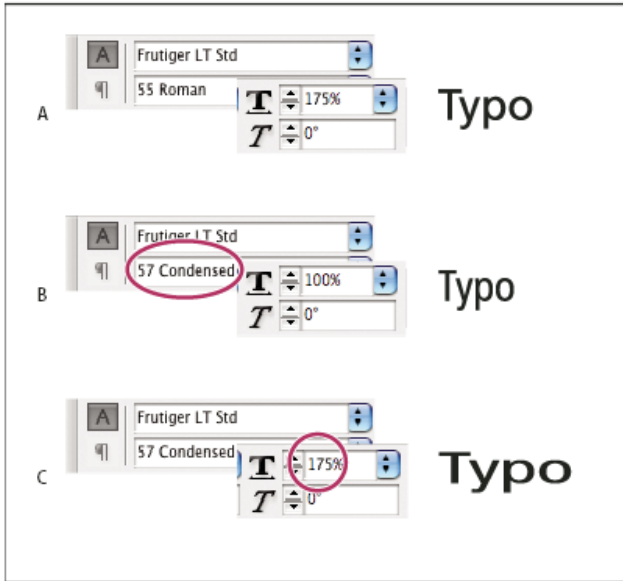 A
Frutiger LT Std
55 Roman
T 175%
T 0°
Typo
A
B
A
Frutiger LT Std
57 Condensed
T 100%
T 0°
Typo
C
A
Frutiger LT Std
57 Condensed
T 175%
T 0°
Typo